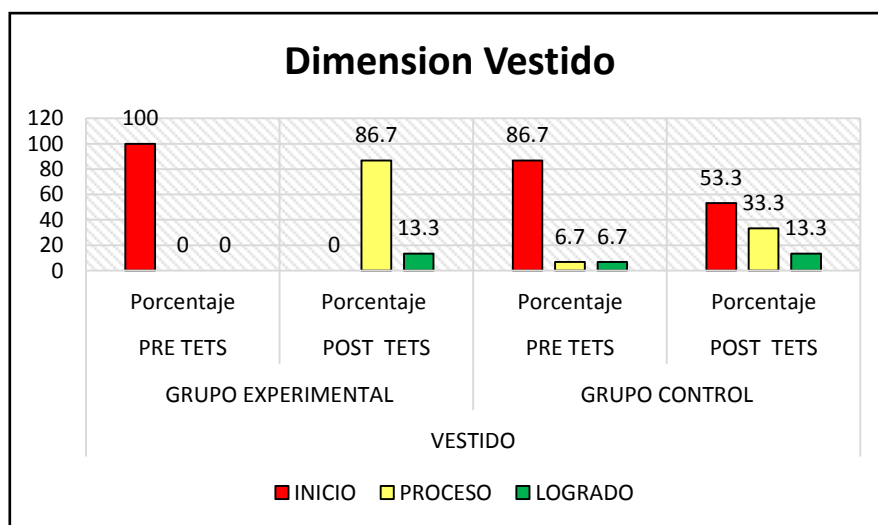 Dimension Vestido
120
100
80
60
40
20
0
100
0 0
0
86.7
13.3
86.7
6.7 6.7
53.3
33.3
13.3
Porcentaje Porcentaje Porcentaje Porcentaje
PRE TETS POST TETS PRE TETS POST TETS
GRUPO EXPERIMENTAL GRUPO CONTROL
VESTIDO
INICIO PROCESO LOGRADO